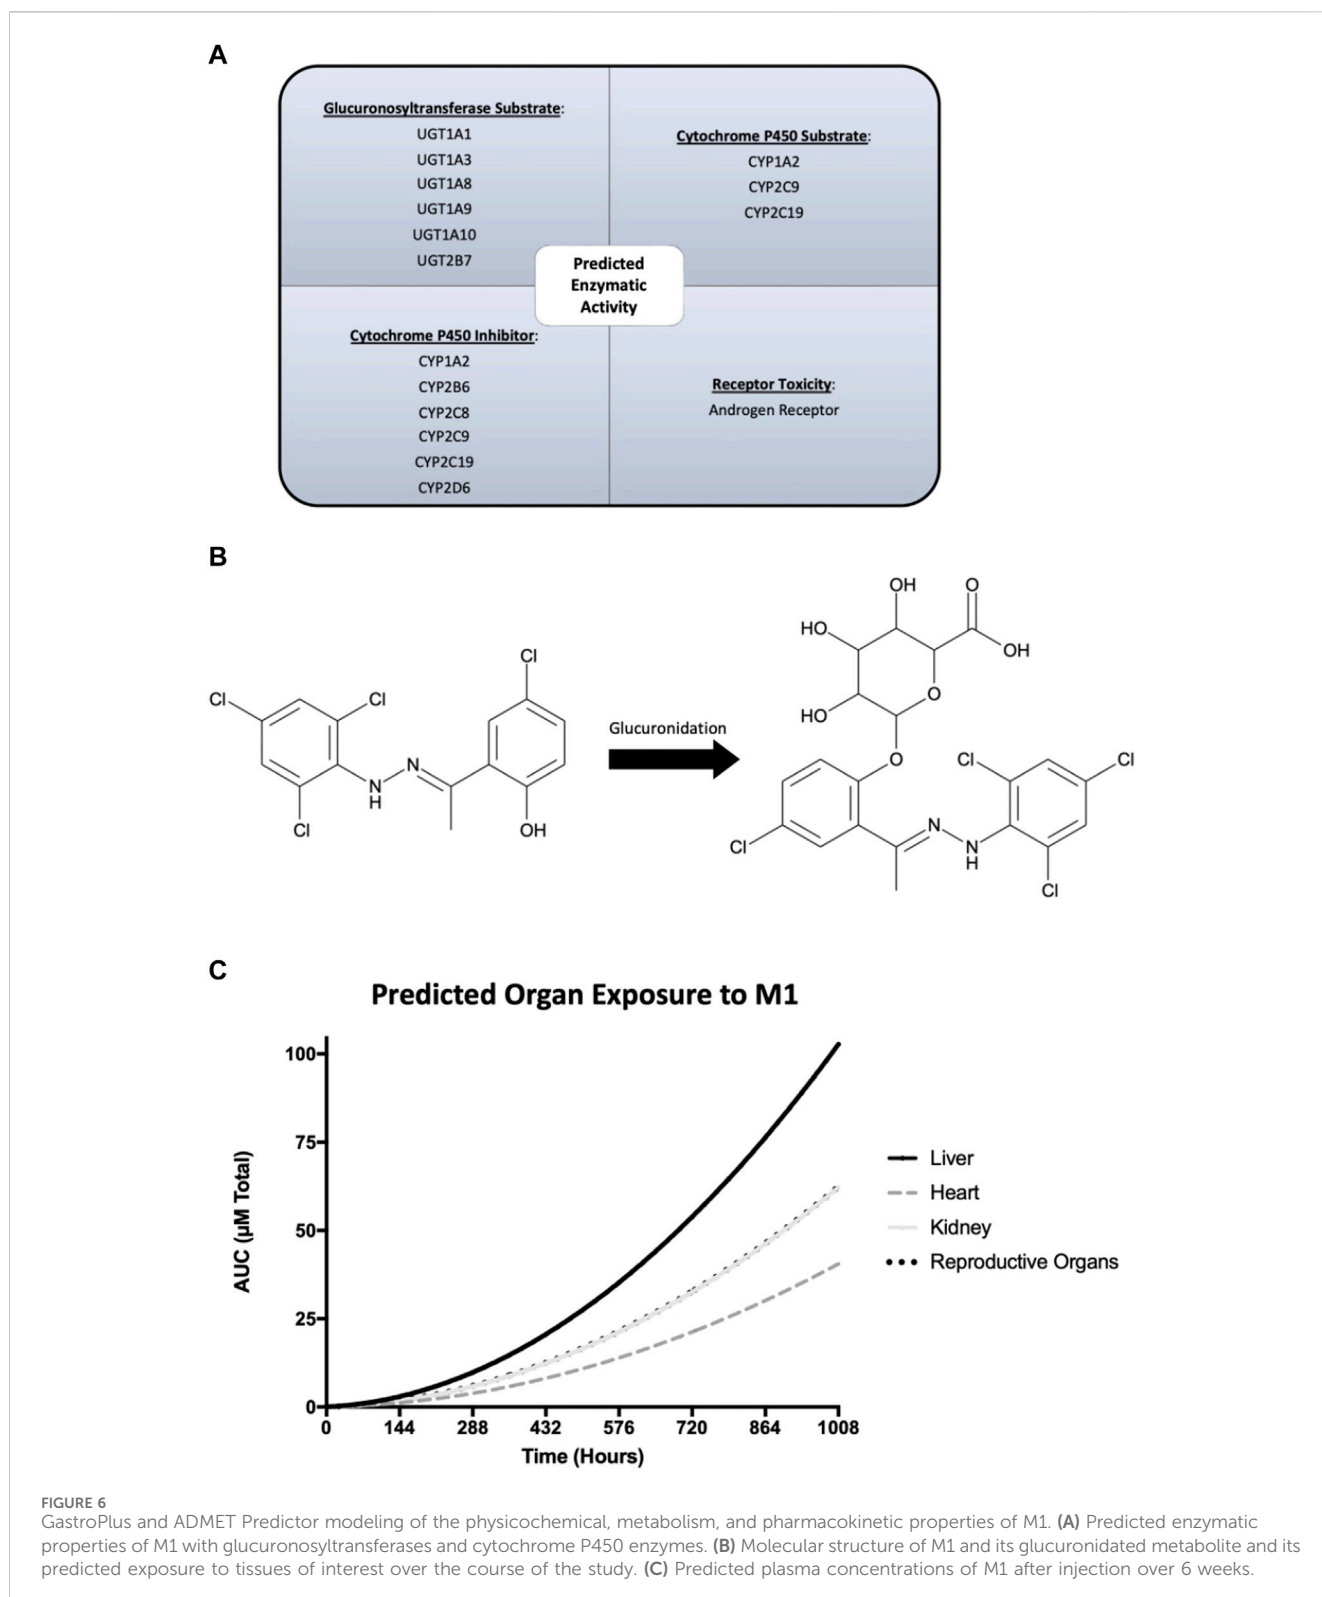 A
Glucuronosyltransferase Substrate:
UGT1A1
UGT1A3
UGT1A8
UGT1A9
UGT1A10
UGT2B7
Cytochrome P450 Substrate:
CYP1A2
CYP2C9
CYP2C19
Predicted
Enzymatic
Activity
Cytochrome P450 Inhibitor:
CYP1A2
CYP2B6
CYP2C8
CYP2C9
CYP2C19
CYP2D6
Receptor Toxicity:
Androgen Receptor
B
Cl
Cl
Cl
N
H
N
Cl
OH
Glucuronidation
OH
O
HO
OH
HO
O
O
Cl
Cl
Cl
N
N
H
Cl
C
Predicted Organ Exposure to M1
AUC (µM Total)
100
75
50
25
0
0 144 288 432 576 720 864 1008
Time (Hours)
Liver
Heart
Kidney
Reproductive Organs
FIGURE 6
GastroPlus and ADMET Predictor modeling of the physicochemical, metabolism, and pharmacokinetic properties of M1. (A) Predicted enzymatic
properties of M1 with glucuronosyltransferases and cytochrome P450 enzymes. (B) Molecular structure of M1 and its glucuronidated metabolite and its
predicted exposure to tissues of interest over the course of the study. (C) Predicted plasma concentrations of M1 after injection over 6 weeks.